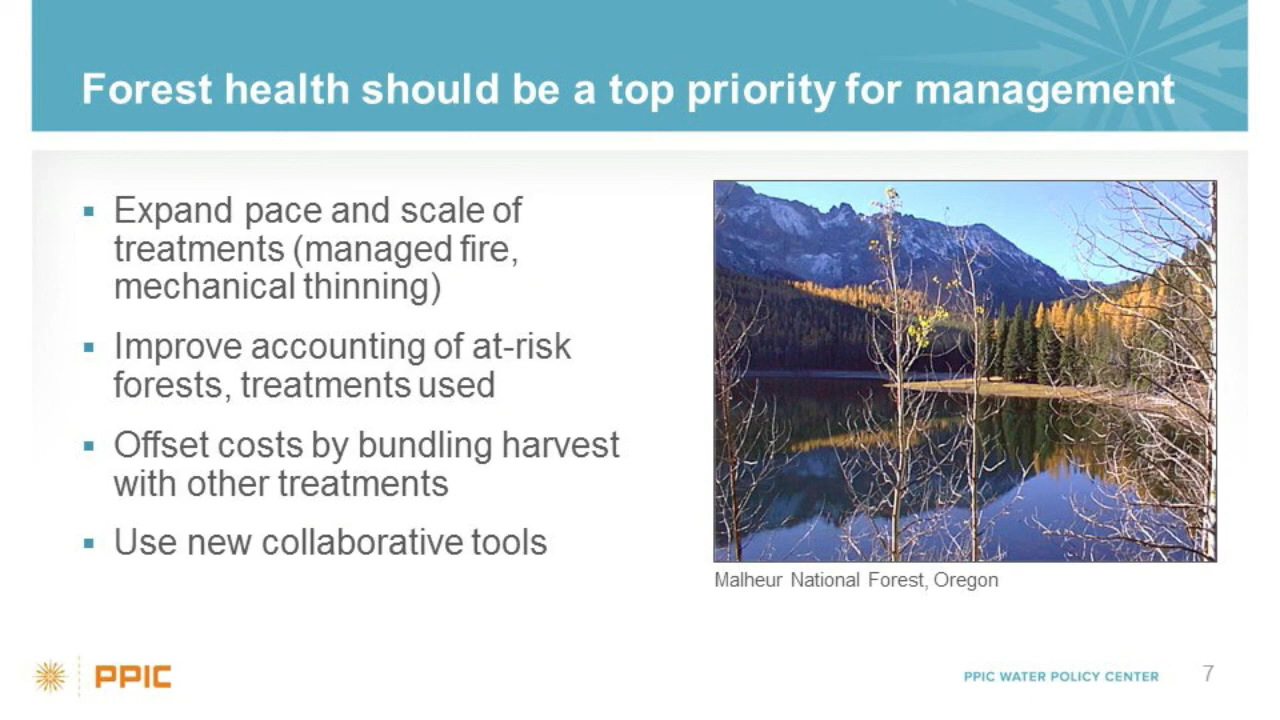 Forest health should be a top priority for management
▪ Expand pace and scale of
treatments (managed fire,
mechanical thinning)
▪ Improve accounting of at-risk
forests, treatments used
▪ Offset costs by bundling harvest
with other treatments
▪ Use new collaborative tools
Malheur National Forest, Oregon
PPIC
PPIC WATER POLICY CENTER
7